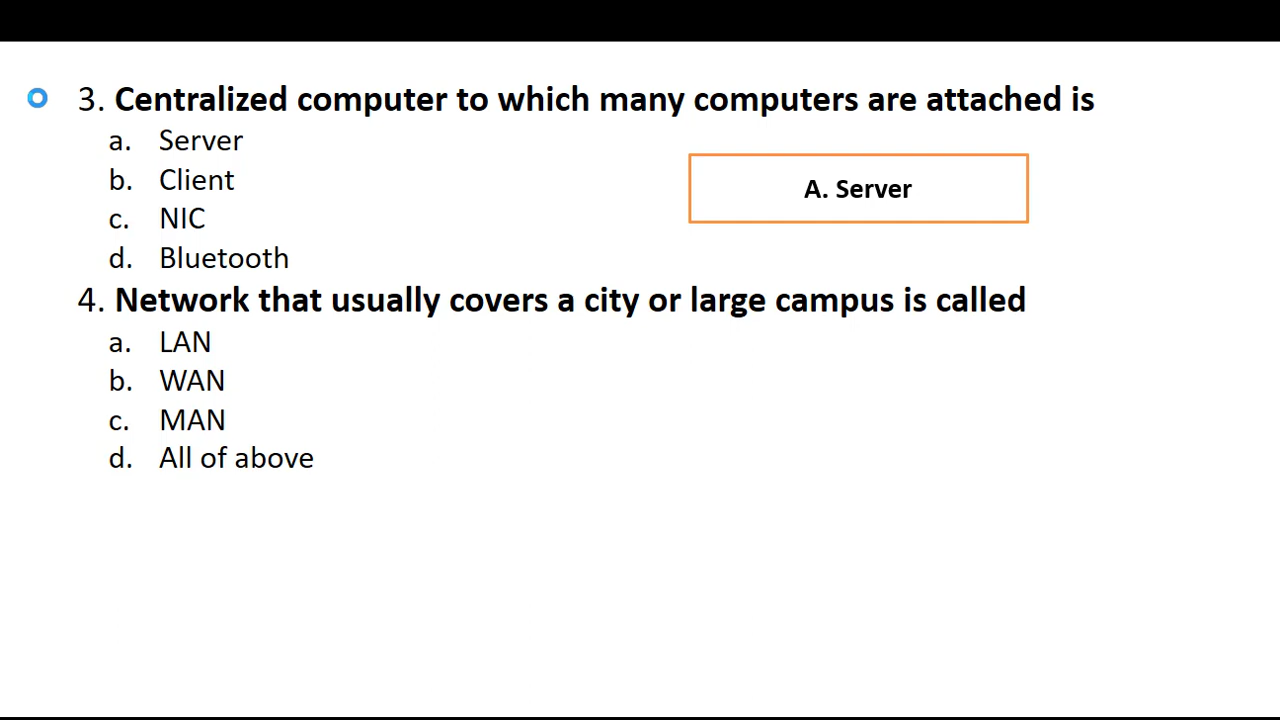 3. Centralized computer to which many computers are attached is
a. Server
b. Client
c. NIC
d. Bluetooth
A. Server
4. Network that usually covers a city or large campus is called
a. LAN
b. WAN
c. MAN
d. All of above